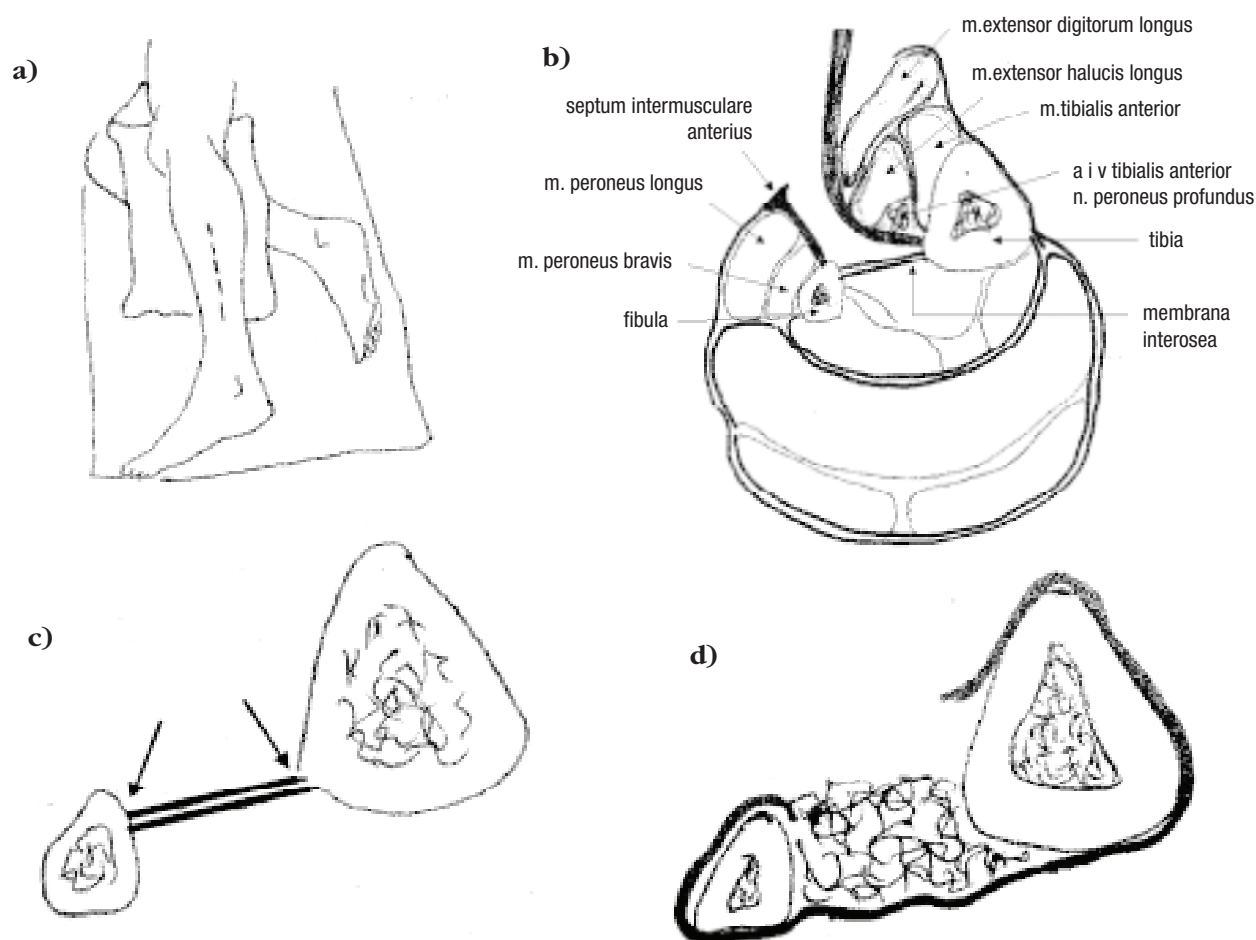 a)
b)
m.extensor digitorum longus
m.extensor halucis longus
m.tibialis anterior
a i v tibialis anterior
n. peroneus profundus
tibia
membrana
interosea
septum intermusculare
anterius
m. peroneus longus
m. peroneus bravis
fibula
c)
d)